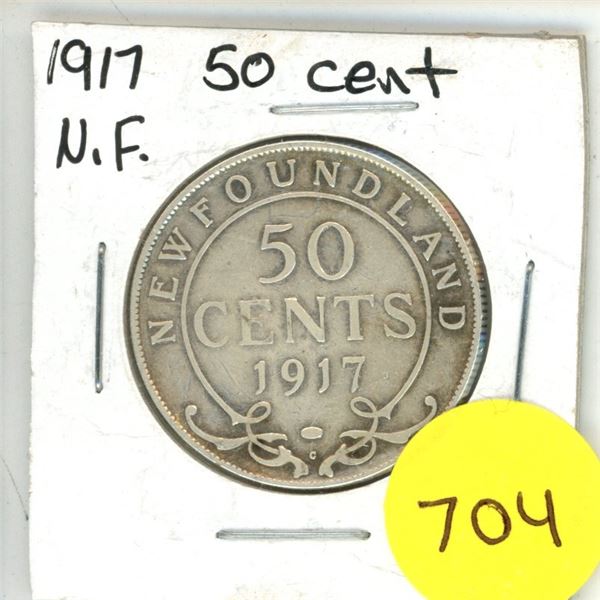 1917 50 cent
N.F.
NEWFOUNDLAND
50
CENTS
1917
C
704